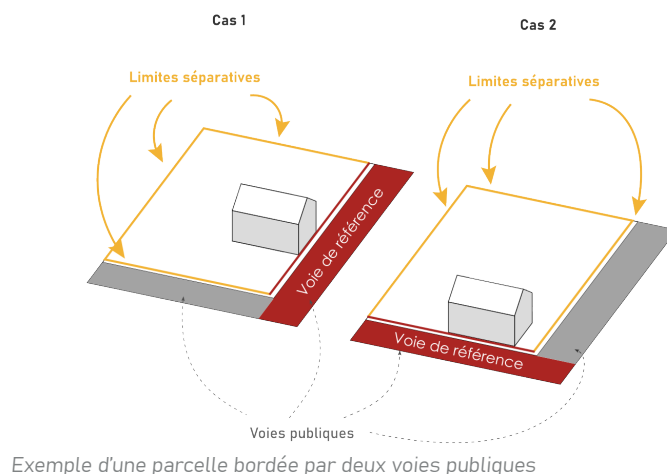 Cas 1
Cas 2
Limites séparatives
Limites séparatives
Voie de référence
Voie de référence
Voies publiques
Exemple d'une parcelle bordée par deux voies publiques